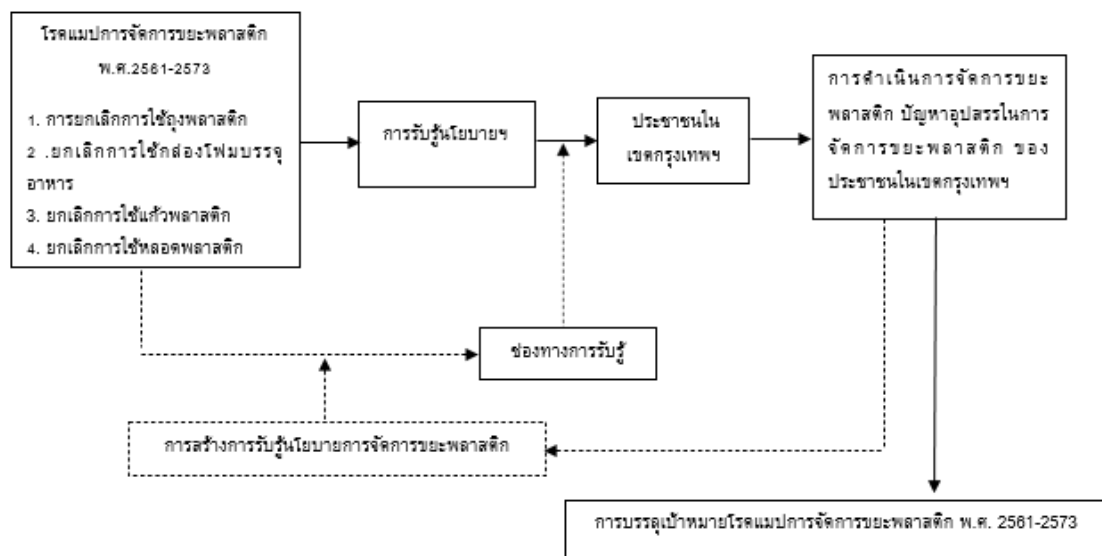 โรดแมปการจัดการขยะพลาสติก
พ.ศ.2561-2573
1. การยกเลิกการใช้ถุงพลาสติก
2 .ยกเลิกการใช้กล่องโฟมบรรจุ
อาหาร
3. ยกเลิกการใช้แก้วพลาสติก
4. ยกเลิกการใช้หลอดพลาสติก
การรับรู้นโยบายฯ
ประชาชนใน
เขตกรุงเทพฯ
การดำเนินการจัดการขยะ
พลาสติก ปัญหาอุปสรรในการ
จัดการขยะพลาสติก ของ
ประชาชนในเขตกรุงเทพฯ
ช่องทางการรับรู้
การสร้างการรับรู้นโยบายการจัดการขยะพลาสติก
การบรรลุเป้าหมายโรดแมปการจัดการขยะพลาสติก พ.ศ. 2561-2573